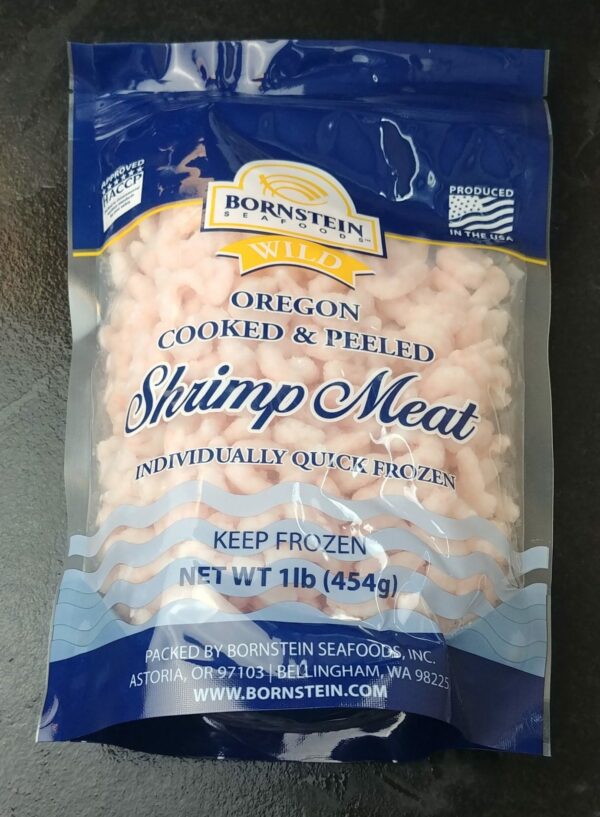 APPROVED
HACCP
BORNSTEIN
SEAFOODS™
WILD
PRODUCED
IN THE USA
OREGON
COOKED & PEELED
Shrimp Meat
INDIVIDUALLY QUICK FROZEN
KEEP FROZEN
NET WT 1lb (454g)
PACKED BY BORNSTEIN SEAFOODS, INC.
ASTORIA, OR 97103 | BELLINGHAM, WA 98225
WWW.BORNSTEIN.COM